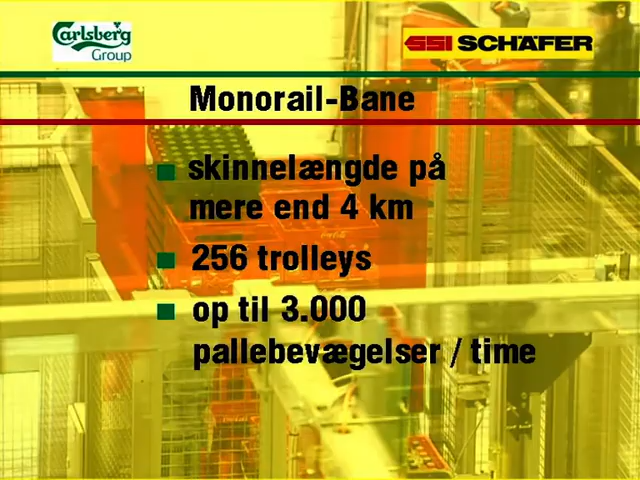 Carlsberg
Group
SSI SCHÄFER
Monorail-Bane
skinnelængde på
mere end 4 km
256 trolleys
op til 3.000
pallebevægelser / time